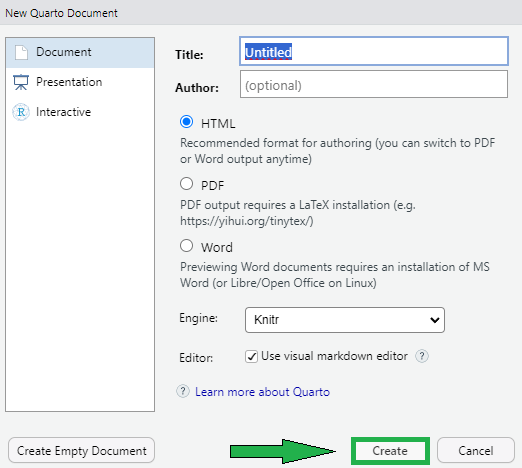 New Quarto Document
Document
Presentation
Interactive
Title: Untitled
Author: (optional)
HTML
Recommended format for authoring (you can switch to PDF
or Word output anytime)
PDF
PDF output requires a LaTeX installation (e.g.
https://yihui.org/tinytex/)
Word
Previewing Word documents requires an installation of MS
Word (or Libre/Open Office on Linux)
Engine: Knitr
Editor: Use visual markdown editor ?
? Learn more about Quarto
Create Empty Document Create Cancel